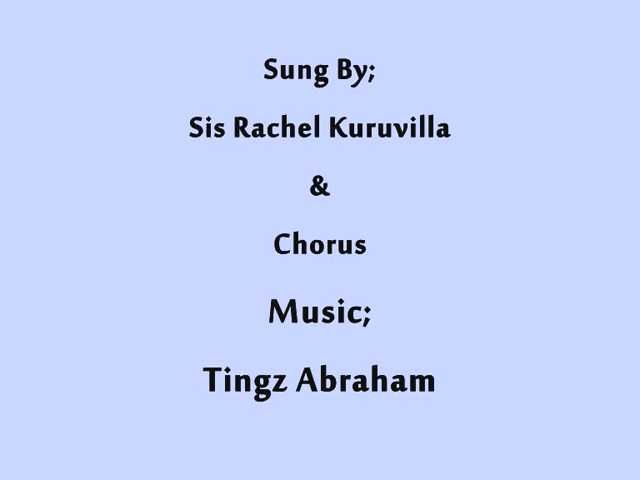 Sung By;
Sis Rachel Kuruvilla
&
Chorus
Music;
Tingz Abraham